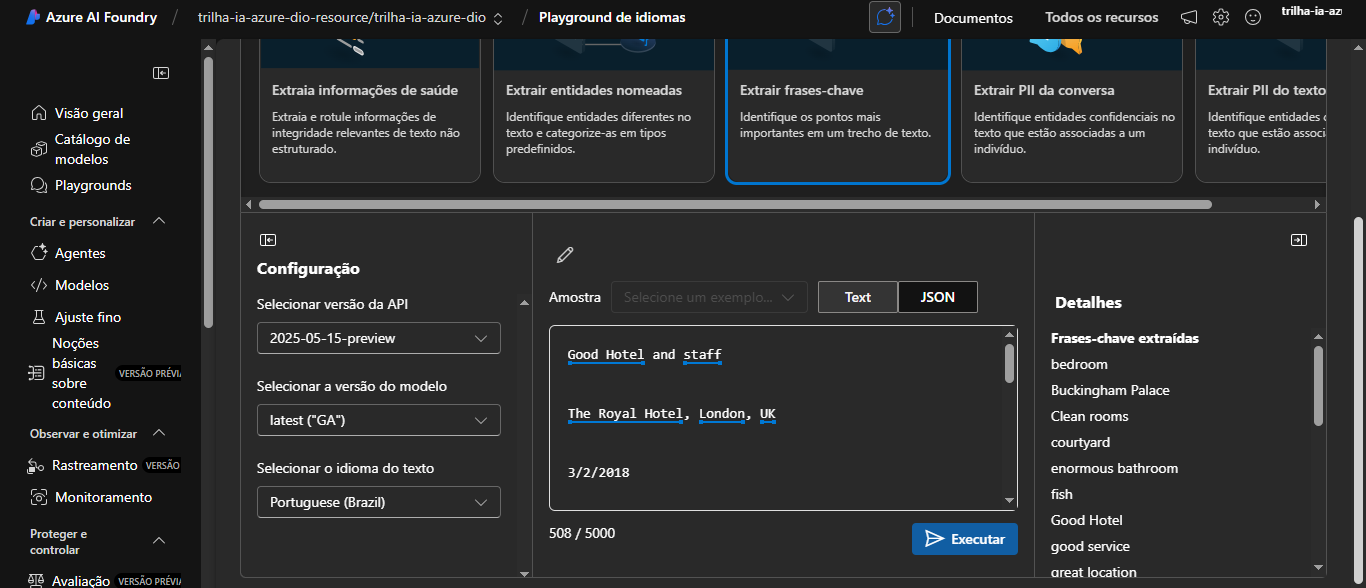 Azure AI Foundry / trilha-ia-azure-dio-resource/trilha-ia-azure-dio / Playground de idiomas
Documentos
Todos os recursos
trilha-ia-az
Visão geral
Catálogo de
modelos
Playgrounds
Criar e personalizar
Agentes
Modelos
Ajuste fino
Noções
básicas
sobre
conteúdo
VERSÃO PRÉVI
Observar e otimizar
Rastreamento
VERSÃO
Monitoramento
Proteger e
controlar
Avaliação
VERSÃO PRÉVI
Extraia informações de saúde
Extraia e rotule informações de
integridade relevantes de texto não
estruturado.
Extrair entidades nomeadas
Identifique entidades diferentes no
texto e categorize-as em tipos
predefinidos.
Extrair frases-chave
Identifique os pontos mais
importantes em um trecho de texto.
Extrair PII da conversa
Identifique entidades confidenciais no
texto que estão associadas a um
indivíduo.
Extrair PII do texto
Identifique entidades c
texto que estão associ
indivíduo.
Configuração
Selecionar versão da API
2025-05-15-preview
Selecionar a versão do modelo
latest ("GA")
Selecionar o idioma do texto
Portuguese (Brazil)
Amostra
Selecione um exemplo...
Text
JSON
Good Hotel and staff
The Royal Hotel, London, UK
3/2/2018
508 / 5000
Executar
Detalhes
Frases-chave extraídas
bedroom
Buckingham Palace
Clean rooms
courtyard
enormous bathroom
fish
Good Hotel
good service
great location